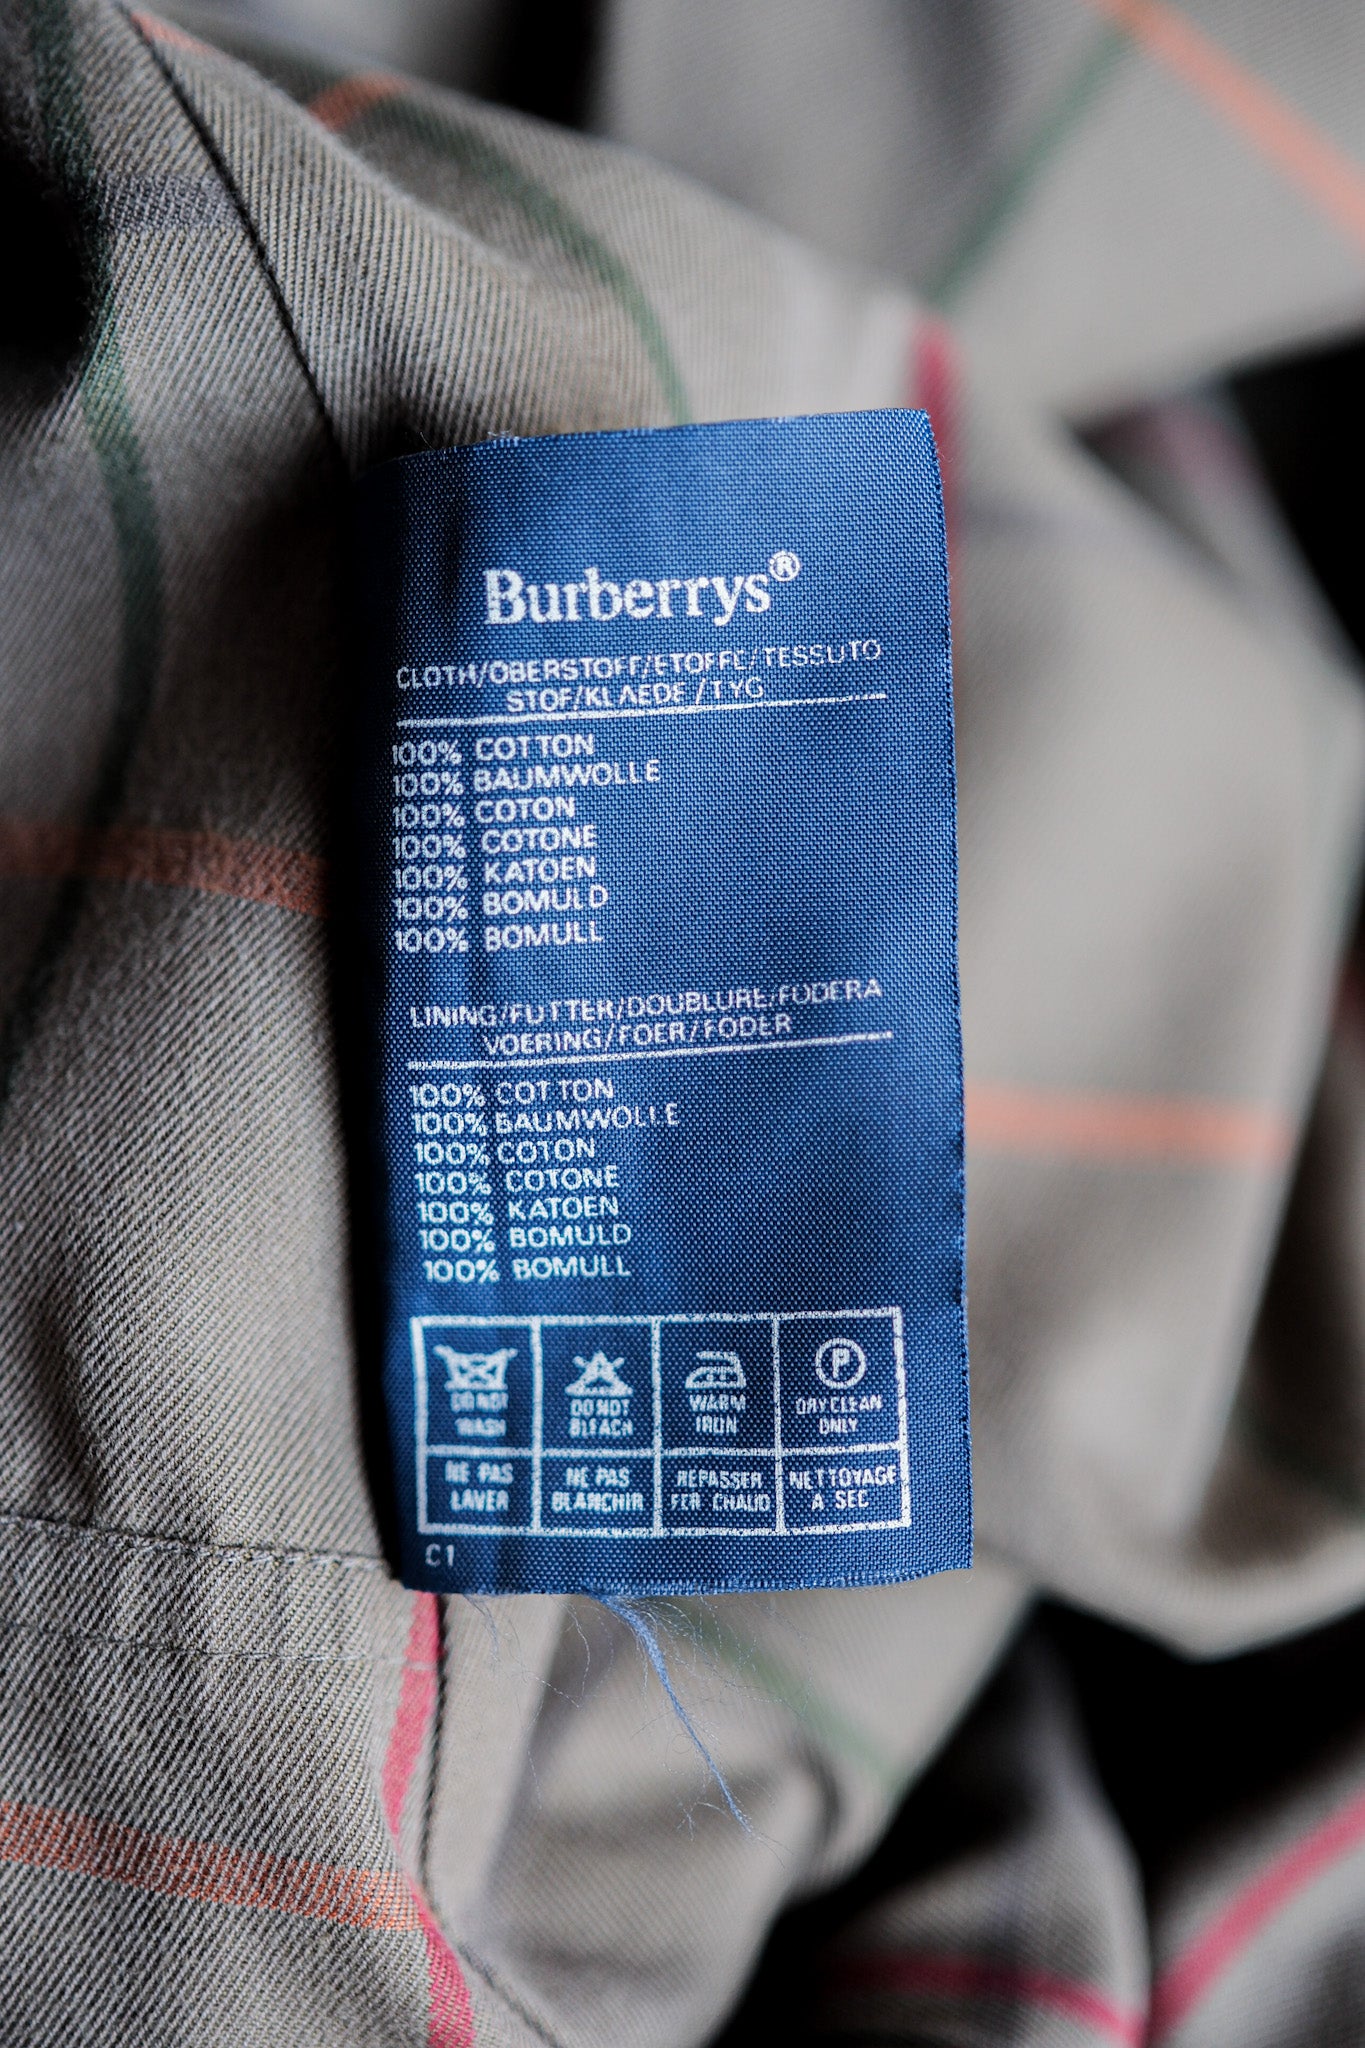 Burberrys®
CLOTH/OBERSTOFF/ETOFFE/TESSUTO
STOF/KLAEDE/TYG
100% COTTON
100% BAUMWOLLE
100% COTON
100% COTONE
100% KATOEN
100% BOMULD
100% BOMULL
LINING/FUTTER/DOUBLURE/FODERA
VOERING/FOER/FODER
100% COTTON
100% BAUMWOLLE
100% COTON
100% COTONE
100% KATOEN
100% BOMULD
100% BOMULL
P
DO NOT
WASH
DO NOT
BLEACH
WARM
IRON
DRYCLEAN
ONLY
NE PAS
LAVER
NE PAS
BLANCHIR
REPASSER
FER CHAUD
NETTOYAGE
A SEC
C1